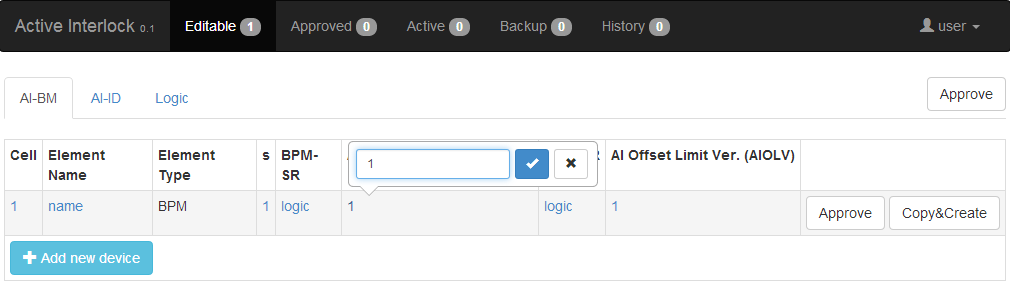 Active Interlock 0.1 Editable 1 Approved 0 Active 0 Backup 0 History 0 user
AI-BM AI-ID Logic Approve
Cell Element Name Element Type s BPM-SR AI Offset Limit Ver. (AIOLV)
1
1 name BPM 1 logic 1 logic 1 Approve Copy&Create
Add new device